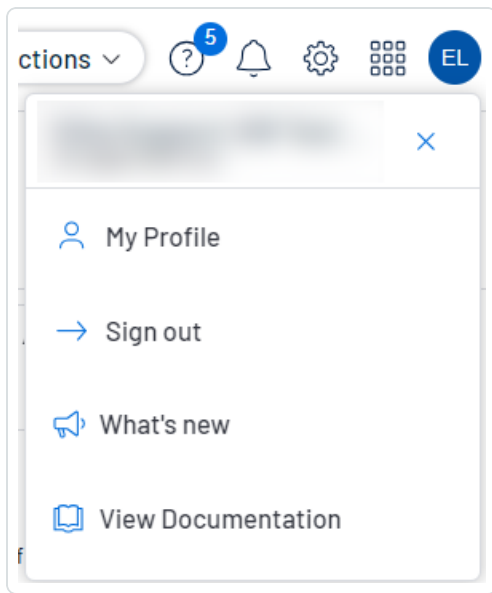 ctions
?
5
EL
My Profile
Sign out
What's new
View Documentation
f